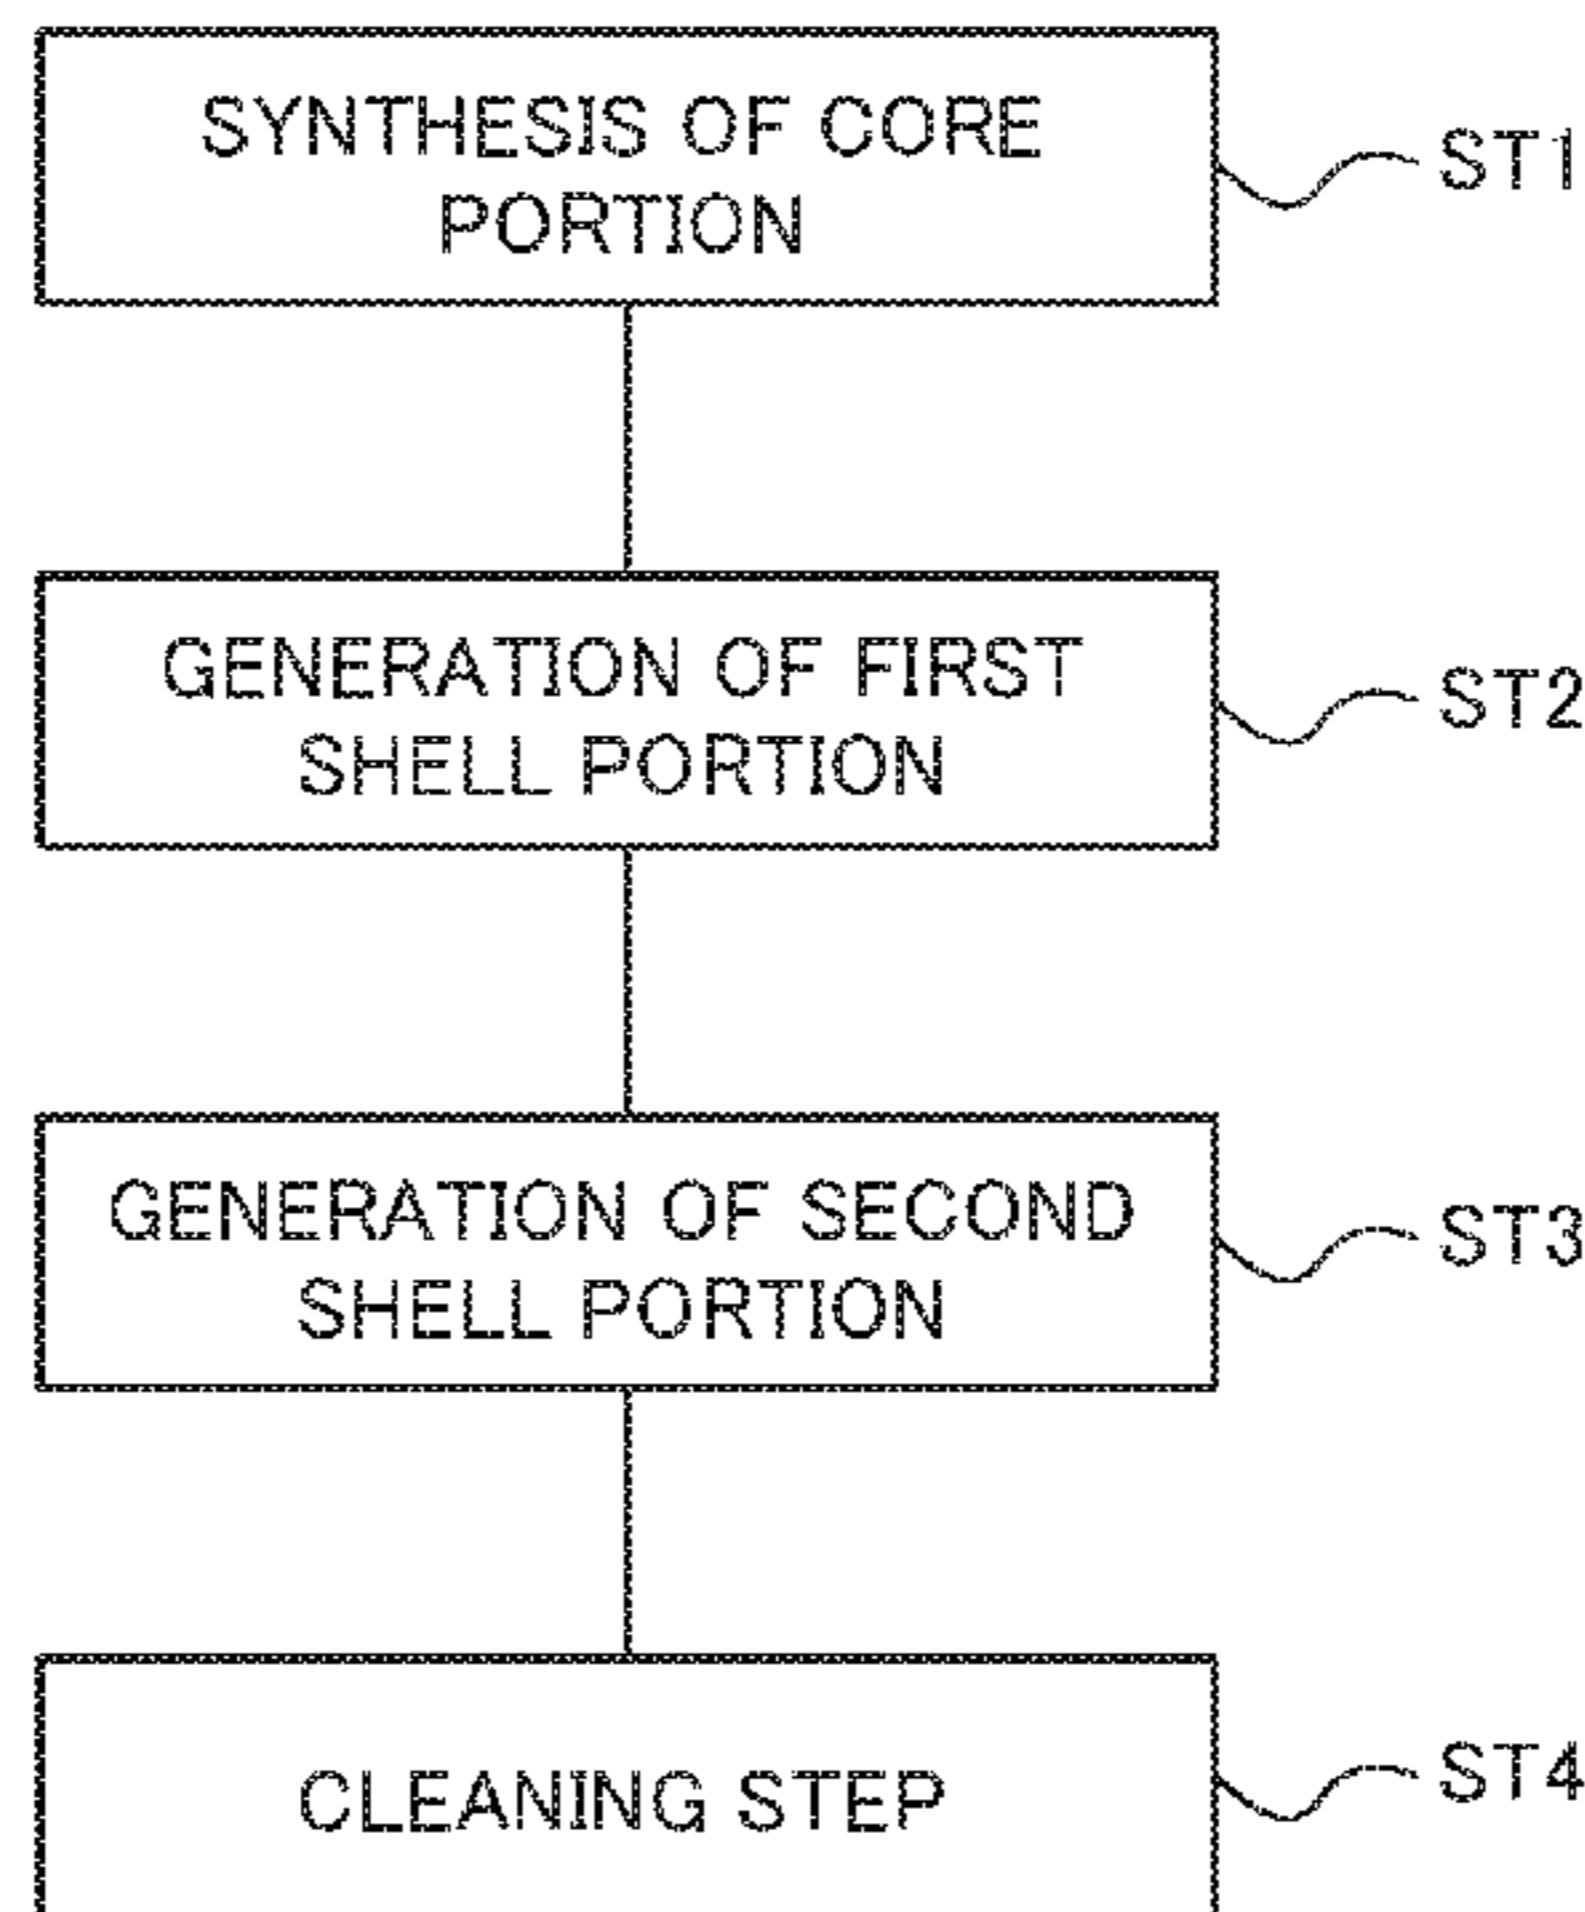 SYNTHESIS OF CORE
PORTION
ST1
GENERATION OF FIRST
SHELL PORTION
ST2
GENERATION OF SECOND
SHELL PORTION
ST3
CLEANING STEP
ST4